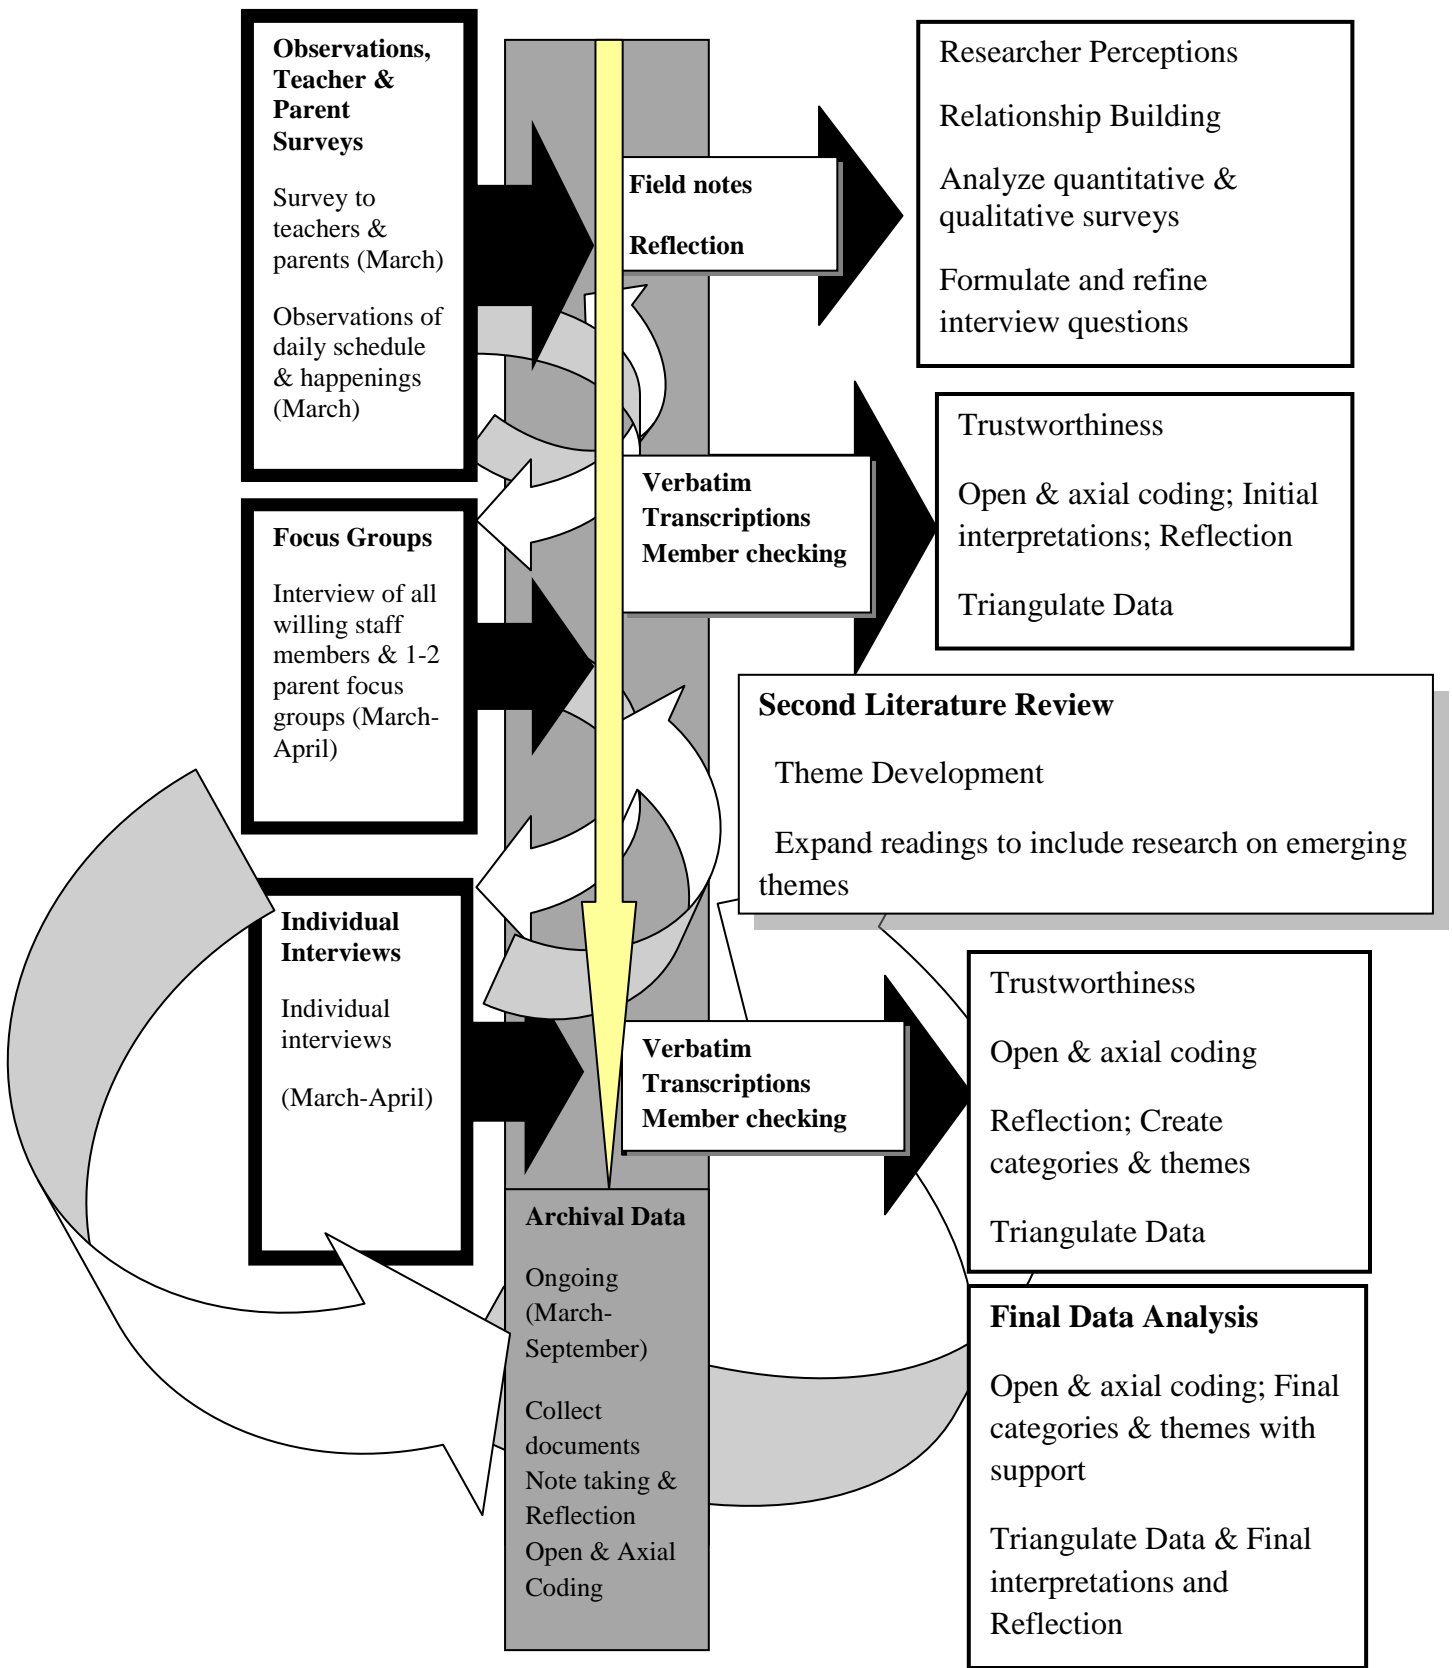 Observations,
Teacher &
Parent
Surveys
Survey to
teachers &
parents (March)
Observations of
daily schedule
& happenings
(March)
Field notes
Reflection
Researcher Perceptions
Relationship Building
Analyze quantitative &
qualitative surveys
Formulate and refine
interview questions
Focus Groups
Interview of all
willing staff
members & 1-2
parent focus
groups (March-
April)
Verbatim
Transcriptions
Member checking
Trustworthiness
Open & axial coding; Initial
interpretations; Reflection
Triangulate Data
Second Literature Review
Theme Development
Expand readings to include research on emerging
themes
Individual
Interviews
Individual
interviews
(March-April)
Verbatim
Transcriptions
Member checking
Trustworthiness
Open & axial coding
Reflection; Create
categories & themes
Triangulate Data
Archival Data
Ongoing
(March-
September)
Collect
documents
Note taking &
Reflection
Open & Axial
Coding
Final Data Analysis
Open & axial coding; Final
categories & themes with
support
Triangulate Data & Final
interpretations and
Reflection